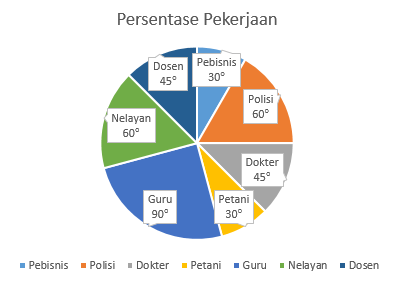 Persentase Pekerjaan
Pebisnis
30°
Polisi
60°
Dokter
45°
Petani
30°
Guru
90°
Nelayan
60°
Dosen
45°
Pebisnis Polisi Dokter Petani Guru Nelayan Dosen